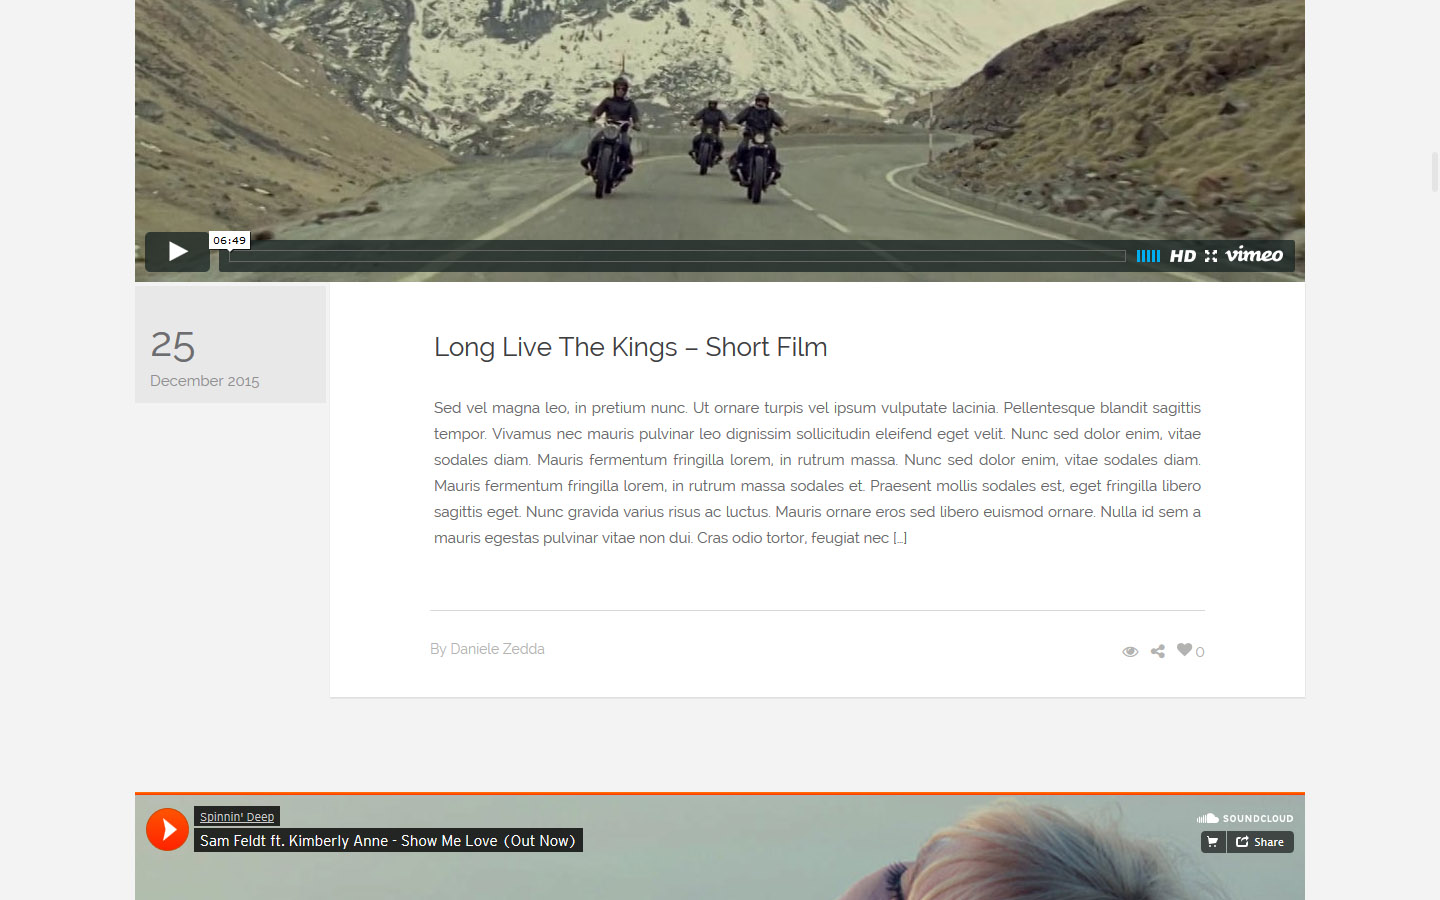 06:49
HD
vimeo
25
December 2015
Long Live The Kings – Short Film
Sed vel magna leo, in pretium nunc. Ut ornare turpis vel ipsum vulputate lacinia. Pellentesque blandit sagittis
tempor. Vivamus nec mauris pulvinar leo dignissim sollicitudin eleifend eget velit. Nunc sed dolor enim, vitae
sodales diam. Mauris fermentum fringilla lorem, in rutrum massa. Nunc sed dolor enim, vitae sodales diam.
Mauris fermentum fringilla lorem, in rutrum massa sodales et. Praesent mollis sodales est, eget fringilla libero
sagittis eget. Nunc gravida varius risus ac luctus. Mauris ornare eros sed libero euismod ornare. Nulla id sem a
mauris egestas pulvinar vitae non dui. Cras odio tortor, feugiat nec […]
By Daniele Zedda
0
Spinnin' Deep
Sam Feldt ft. Kimberly Anne - Show Me Love (Out Now)
SOUNDCLOUD
Share